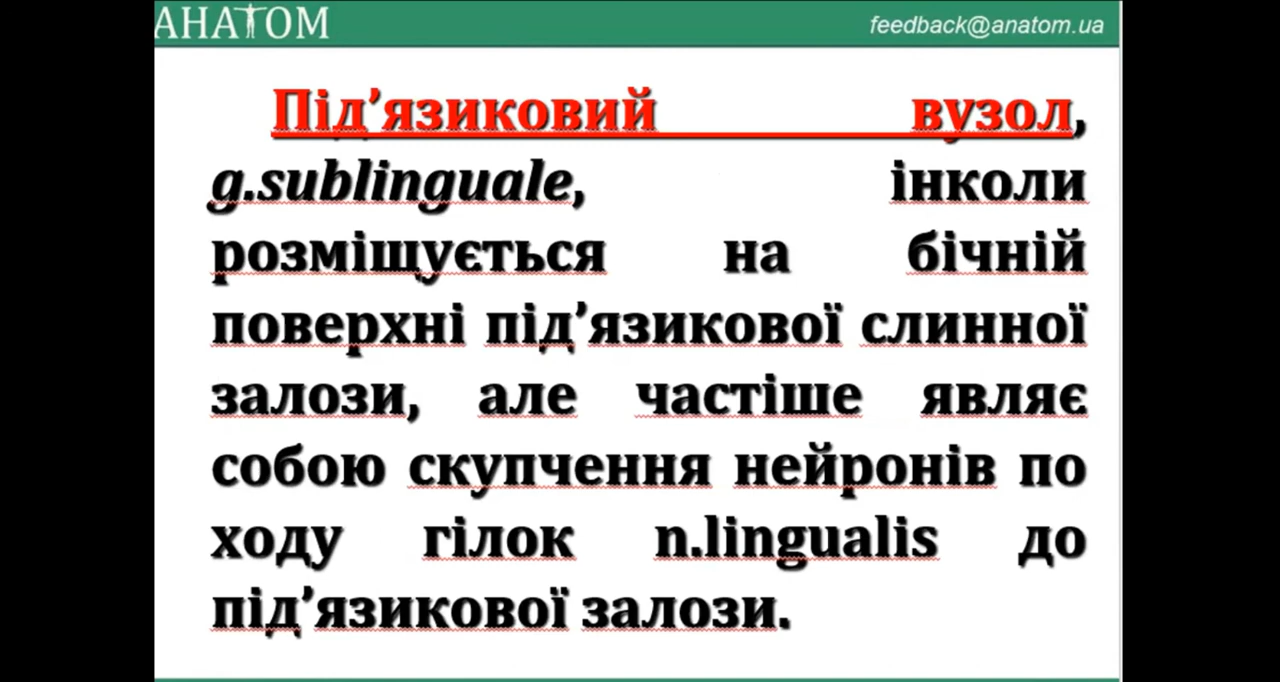 АНАТОМ
feedback@anatom.ua
Під’язиковий вузол,
g.sublinguale, інколи
розміщується на бічній
поверхні під’язикової слинної
залози, але частіше являє
собою скупчення нейронів по
ходу гілок n.lingualis до
під’язикової залози.